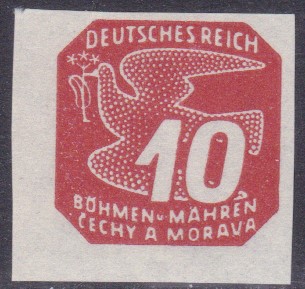 DEUTSCHES REICH
10
BÖHMEN u. MÄHREN
ČECHY A MORAVA